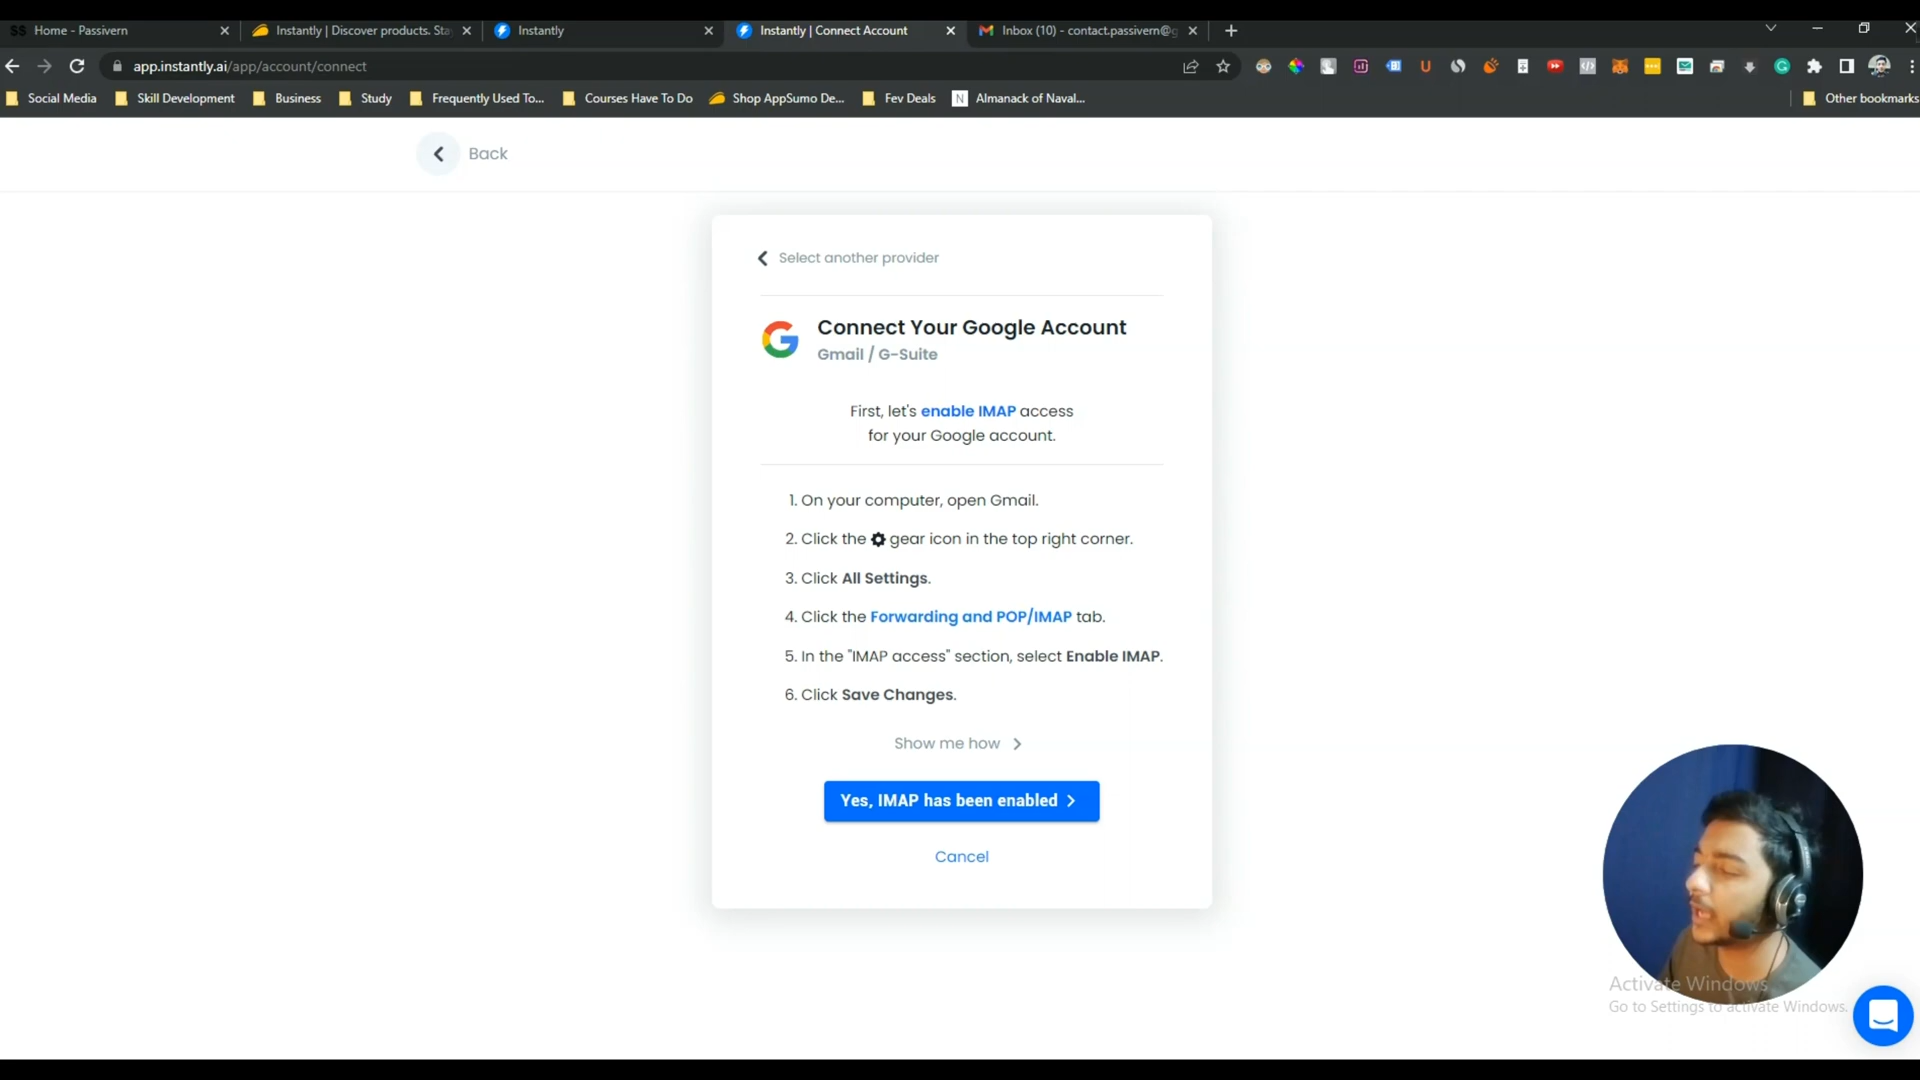 Home - Passivern
Instantly | Discover products. Sta
Instantly
Instantly | Connect Account
Inbox (10) - contact.passivern@g
app.instantly.ai/app/account/connect
Social Media
Skill Development
Business
Study
Frequently Used To...
Courses Have To Do
Shop AppSumo De...
Fev Deals
Almanack of Naval...
Other bookmarks
Back
Select another provider
Connect Your Google Account
Gmail / G-Suite
First, let's enable IMAP access
for your Google account.
1. On your computer, open Gmail.
2. Click the gear icon in the top right corner.
3. Click All Settings.
4. Click the Forwarding and POP/IMAP tab.
5. In the "IMAP access" section, select Enable IMAP.
6. Click Save Changes.
Show me how
Yes, IMAP has been enabled
Cancel
Activate Windows
Go to Settings to activate Windows.